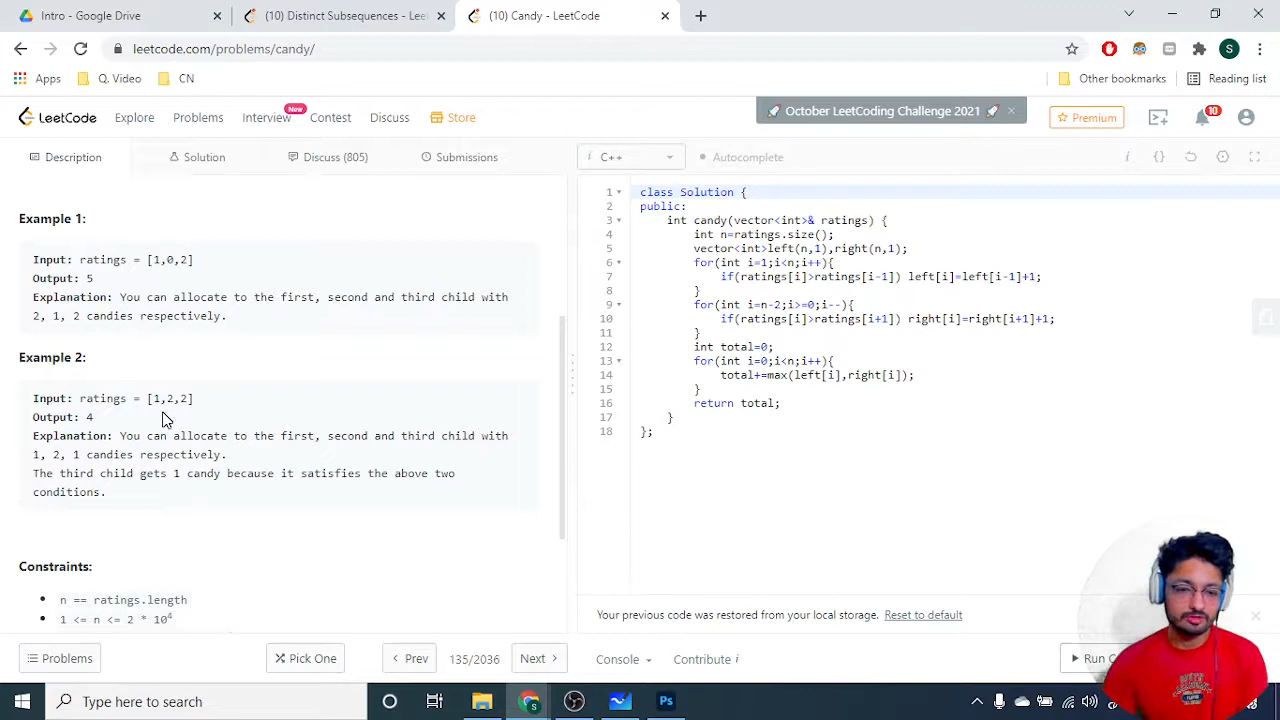 Intro - Google Drive
(10) Distinct Subsequences - Leet
(10) Candy - LeetCode
leetcode.com/problems/candy/
S
Apps
Q. Video
CN
Other bookmarks
Reading list
LeetCode
Explore
Problems
Interview
New
Contest
Discuss
Store
October LeetCoding Challenge 2021
Premium
10
Description
Solution
Discuss (805)
Submissions
i C++
Autocomplete
i
{}
Example 1:
Input: ratings = [1,0,2]
Output: 5
Explanation: You can allocate to the first, second and third child with
2, 1, 2 candies respectively.
Example 2:
Input: ratings = [1,2,2]
Output: 4
Explanation: You can allocate to the first, second and third child with
1, 2, 1 candies respectively.
The third child gets 1 candy because it satisfies the above two
conditions.
Constraints:
n == ratings.length
1 <= n <= 2 * 10⁴
1 class Solution {
2 public:
3 int candy(vector<int>& ratings) {
4 int n=ratings.size();
5 vector<int>left(n,1),right(n,1);
6 for(int i=1;i<n;i++){
7 if(ratings[i]>ratings[i-1]) left[i]=left[i-1]+1;
8 }
9 for(int i=n-2;i>=0;i--){
10 if(ratings[i]>ratings[i+1]) right[i]=right[i+1]+1;
11 }
12 int total=0;
13 for(int i=0;i<n;i++){
14 total+=max(left[i],right[i]);
15 }
16 return total;
17 }
18 };
Your previous code was restored from your local storage. Reset to default
Problems
Pick One
Prev
135/2036
Next
Console
Contribute i
Run C
Type here to search
Ps